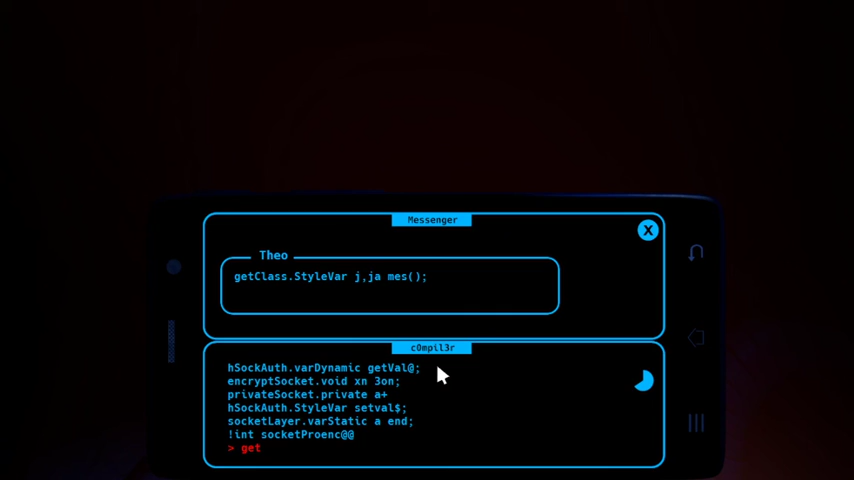 Messenger
X
Theo
getClass.StyleVar j,ja mes();
c0mpil3r
hSockAuth.varDynamic getVal@;
encryptSocket.void xn 3on;
privateSocket.private a+
hSockAuth.StyleVar setval$;
socketLayer.varStatic a end;
!int socketProenc@@
> get